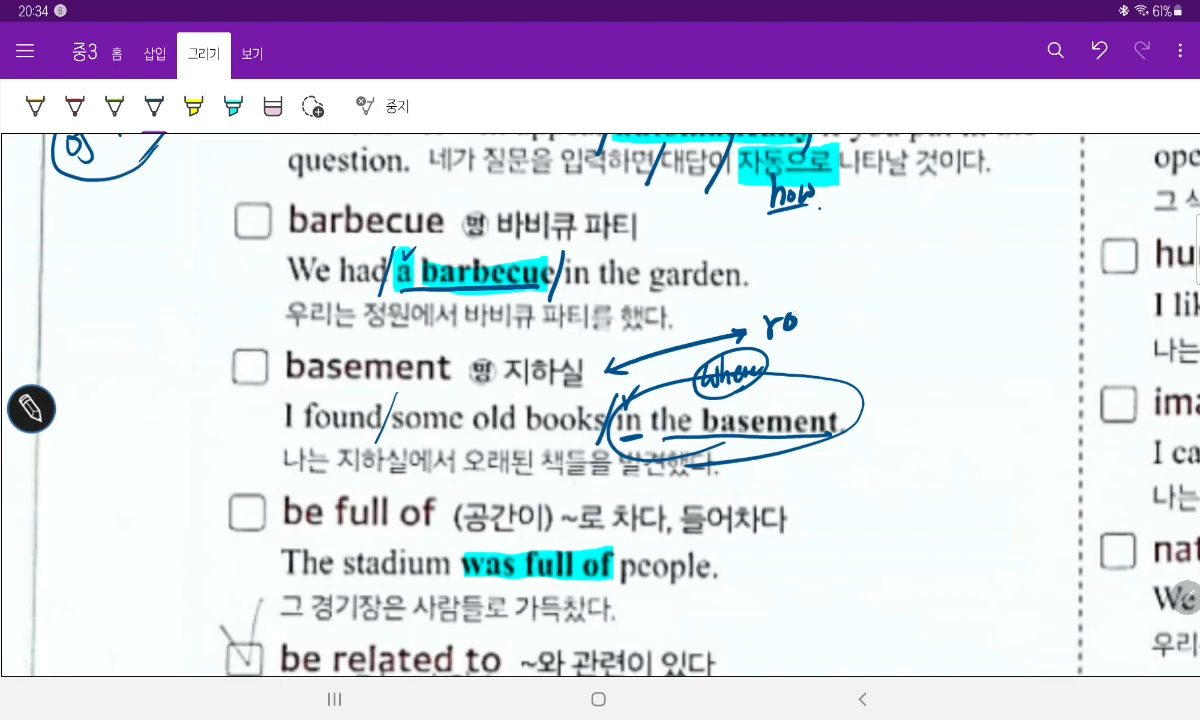 20:34 6 61%
중3 홈 삽입 그리기 보기
중지
question. 네가 질문을 입력하면 대답이 자동으로 나타날 것이다.
how.
barbecue 명 바비큐 파티
We had a barbecue in the garden.
우리는 정원에서 바비큐 파티를 했다.
ro
basement 명 지하실
where
I found some old books in the basement.
나는 지하실에서 오래된 책들을 발견했다.
be full of (공간이) ~로 차다, 들어차다
The stadium was full of people.
그 경기장은 사람들로 가득찼다.
be related to ~와 관련이 있다
opc
그 식
hu
I lik
나는
ima
I ca
나는
nat
We
우리